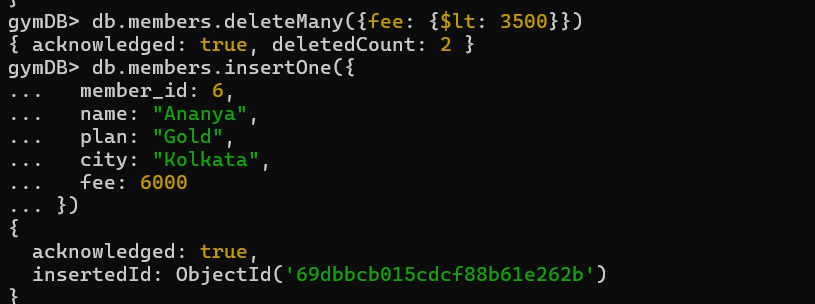 }
gymDB> db.members.deleteMany({fee: {$lt: 3500}})
{ acknowledged: true, deletedCount: 2 }
gymDB> db.members.insertOne({
...   member_id: 6,
...   name: "Ananya",
...   plan: "Gold",
...   city: "Kolkata",
...   fee: 6000
... })
{
  acknowledged: true,
  insertedId: ObjectId('69dbbcb015cdcf88b61e262b')
}